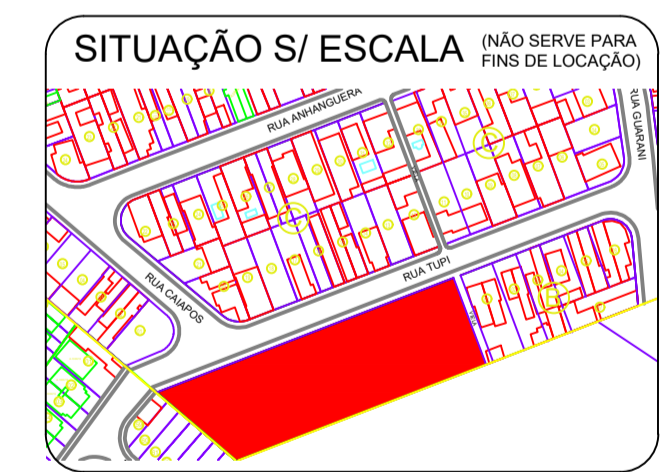 SITUAÇÃO S/ ESCALA
(NÃO SERVE PARA
FINS DE LOCAÇÃO)
RUA ANHANGUERA
RUA GUARANI
RUA TUPI
RUA CAIAPOS